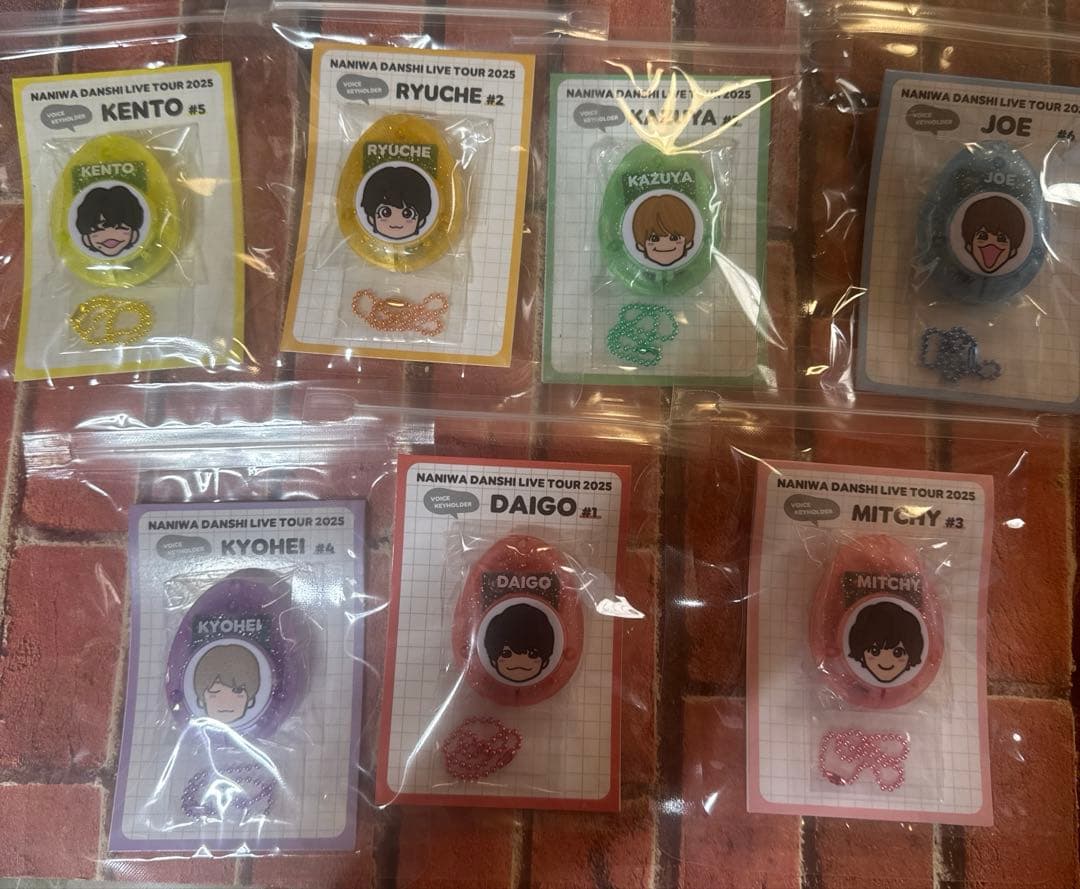 NANIWA DANSHI LIVE TOUR 2025
VOICE
KEYHOLDER
KENTO #5
KENTO
NANIWA DANSHI LIVE TOUR 2025
VOICE
KEYHOLDER
RYUCHE #2
RYUCHE
NANIWA DANSHI LIVE TOUR 2025
VOICE
KEYHOLDER
KAZUYA
KAZUYA
NANIWA DANSHI LIVE TOUR
VOICE
KEYHOLDER
JOE #6
JOE
NANIWA DANSHI LIVE TOUR 2025
VOICE
KEYHOLDER
KYOHEI #4
KYOHEI
NANIWA DANSHI LIVE TOUR 2025
VOICE
KEYHOLDER
DAIGO #1
DAIGO
NANIWA DANSHI LIVE TOUR 2025
VOICE
KEYHOLDER
MITCHY #3
MITCHY